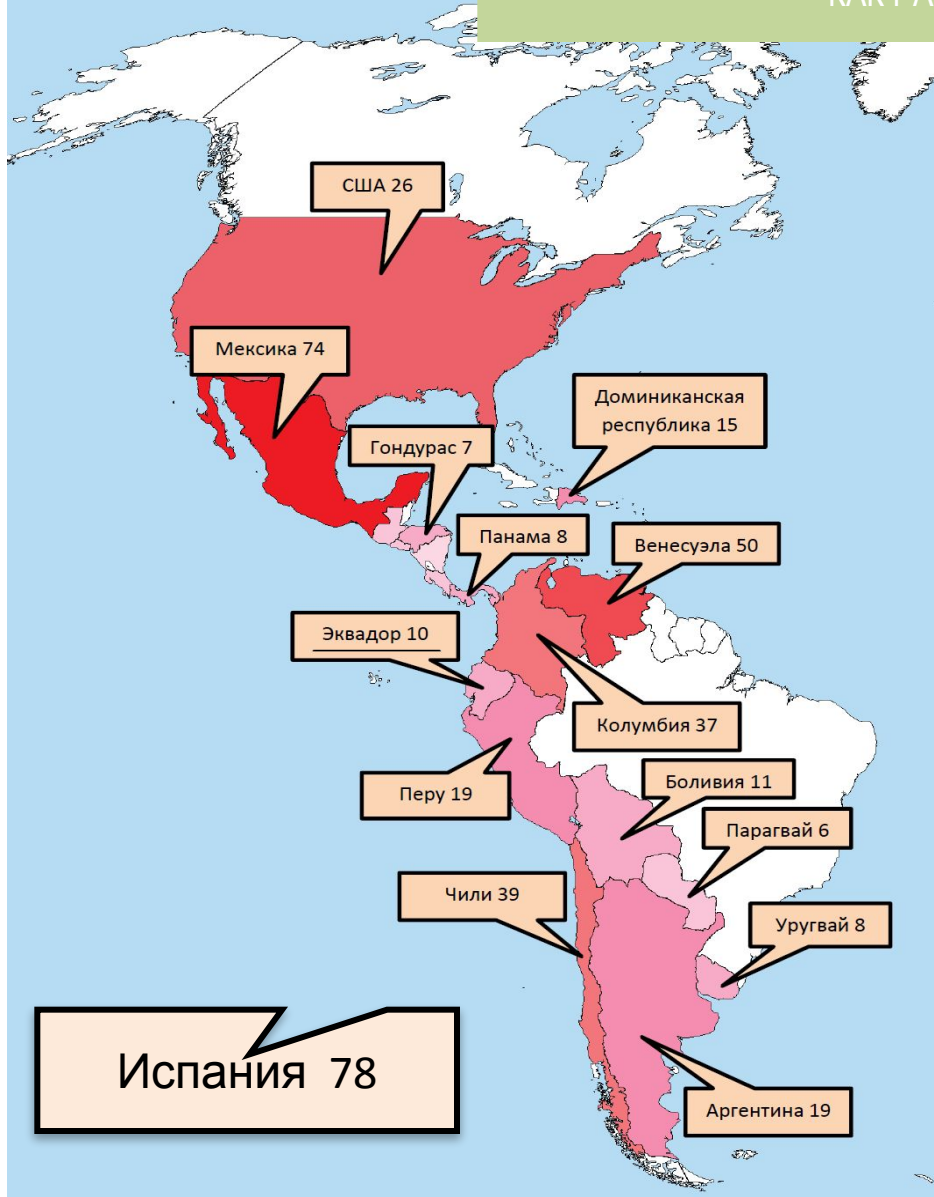 США 26
Мексика 74
Доминиканская
республика 15
Гондурас 7
Панама 8
Венесуэла 50
Эквадор 10
Колумбия 37
Перу 19
Боливия 11
Парагвай 6
Чили 39
Уругвай 8
Испания 78
Аргентина 19